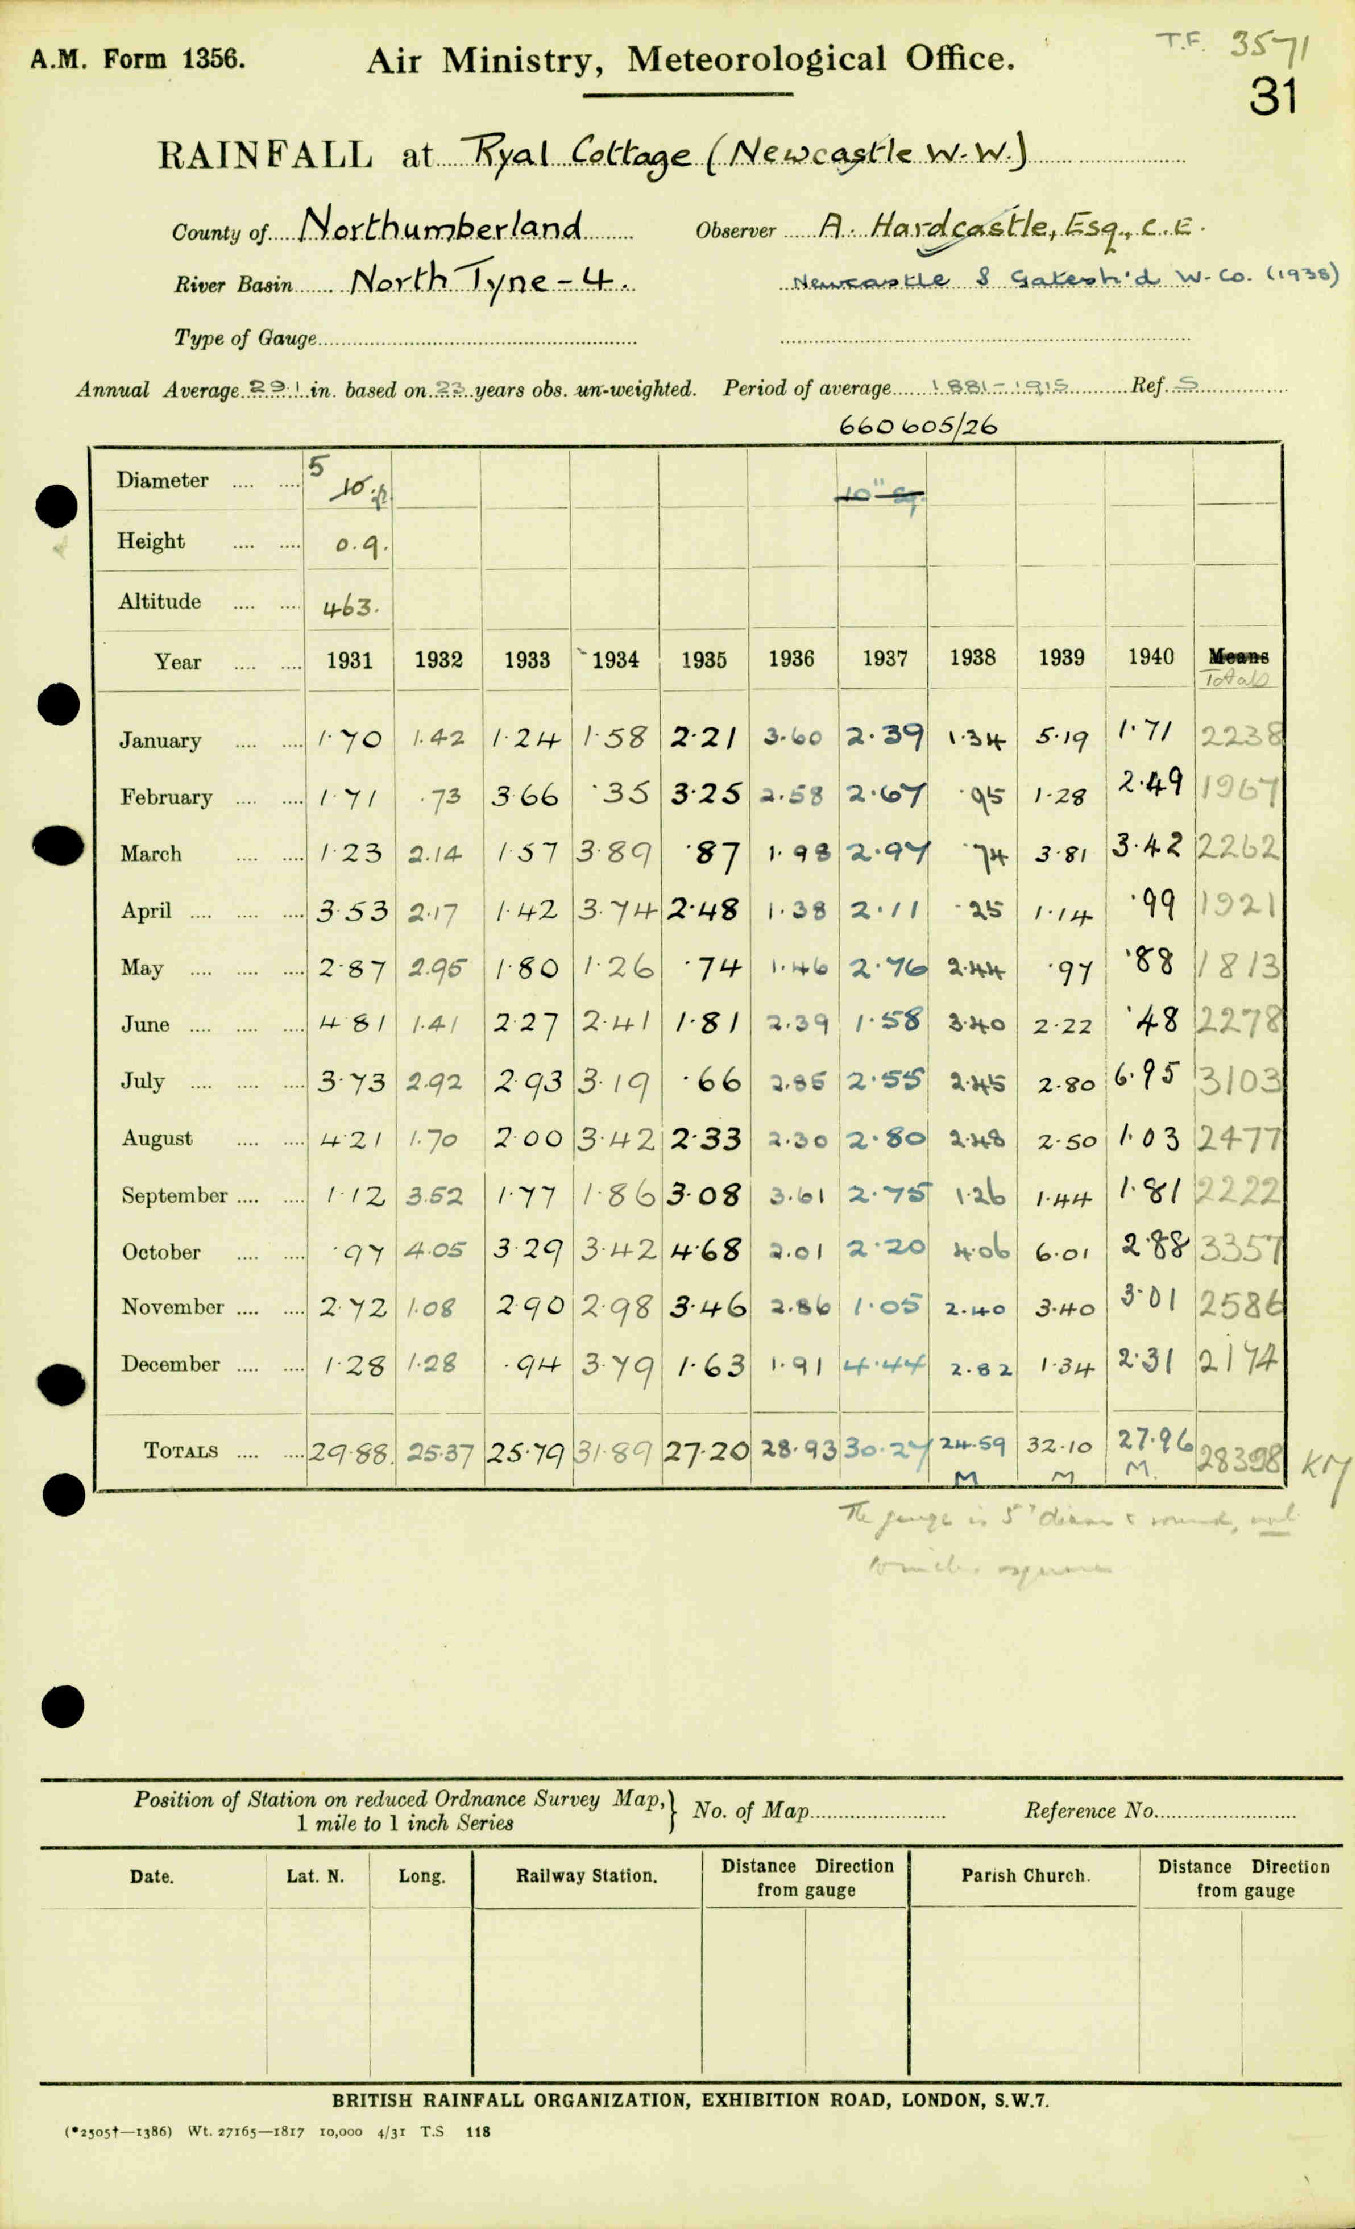 A.M. Form 1356. Air Ministry, Meteorological Office. T.F. 3571
31
RAINFALL at Ryal Cottage (Newcastle W.W.)
County of Northumberland Observer A. Hardcastle, Esq., C.E.
River Basin North Tyne - 4. Newcastle & Gatesh'd W. Co. (1938)
Type of Gauge
Annual Average 29.1 in. based on 23 years obs. un-weighted. Period of average 1881-1915 Ref. S
660605/26
Diameter 5 10 10" sq.
Height 0.9.
Altitude 463.
Year 1931 1932 1933 1934 1935 1936 1937 1938 1939 1940 Means
Totals
January 1.70 1.42 1.24 1.58 2.21 3.60 2.39 1.34 5.19 1.71 2238
February 1.71 .73 3.66 .35 3.25 2.58 2.67 .95 1.28 2.49 1967
March 1.23 2.14 1.57 3.89 .87 1.98 2.97 .74 3.81 3.42 2262
April 3.53 2.17 1.42 3.74 2.48 1.38 2.11 .25 1.14 .99 1921
May 2.87 2.95 1.80 1.26 .74 1.46 2.76 2.44 .97 .88 1813
June 4.81 1.41 2.27 2.41 1.81 2.39 1.58 3.40 2.22 .48 2278
July 3.73 2.92 2.93 3.19 .66 2.85 2.55 2.45 2.80 6.95 3103
August 4.21 1.70 2.00 3.42 2.33 2.30 2.80 2.48 2.50 1.03 2477
September 1.12 3.52 1.77 1.86 3.08 3.61 2.75 1.26 1.44 1.81 2222
October .97 4.05 3.29 3.42 4.68 2.01 2.20 4.06 6.01 2.88 3357
November 2.72 1.08 2.90 2.98 3.46 2.86 1.05 2.40 3.40 3.01 2586
December 1.28 1.28 .94 3.79 1.63 1.91 4.44 2.82 1.34 2.31 2174
TOTALS 29.88 25.37 25.79 31.89 27.20 28.93 30.27 24.59 32.10 27.96 28398 KM
M M M.
The gauge is 5" diam & round, not
10 inches square
Position of Station on reduced Ordnance Survey Map, } No. of Map Reference No.
1 mile to 1 inch Series
Date. Lat. N. Long. Railway Station. Distance Direction Parish Church. Distance Direction
from gauge from gauge
BRITISH RAINFALL ORGANIZATION, EXHIBITION ROAD, LONDON, S.W.7.
(*2505†—1386) Wt. 27165—1817 10,000 4/31 T.S 118